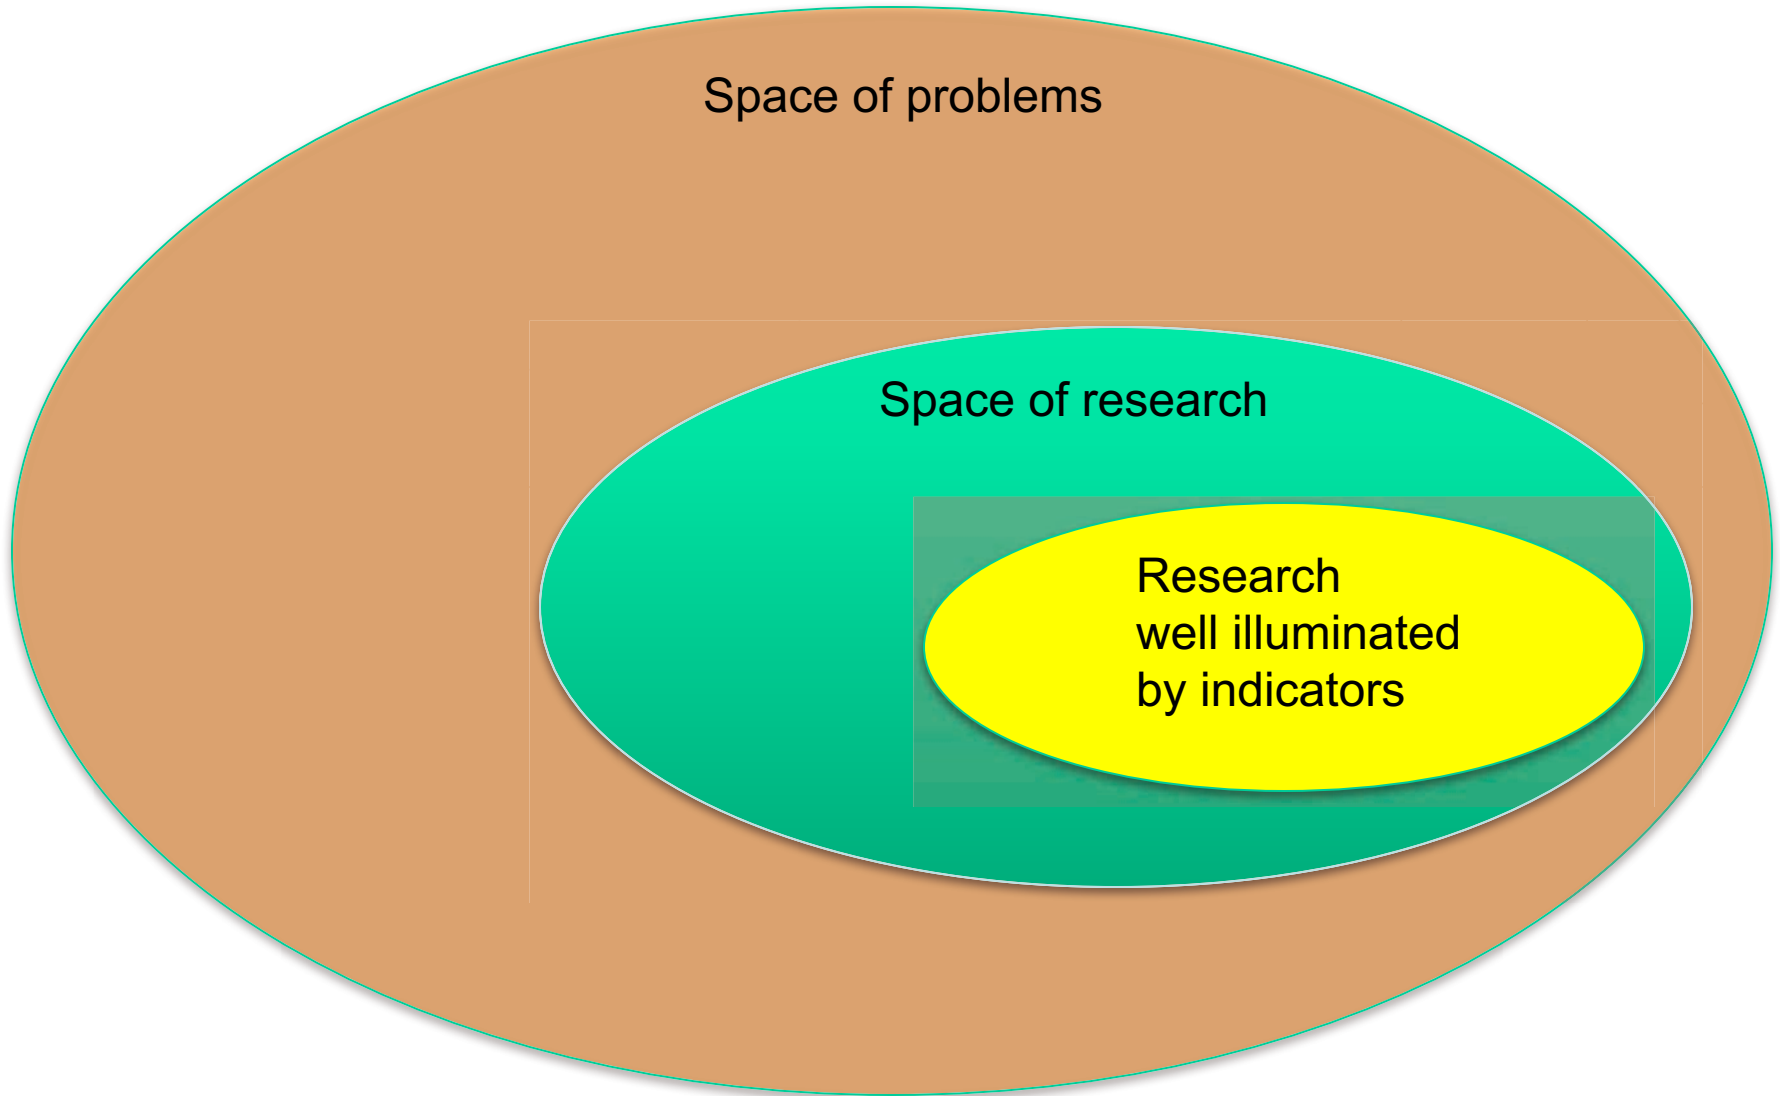 Space of problems
Space of research
Research
well illuminated
by indicators